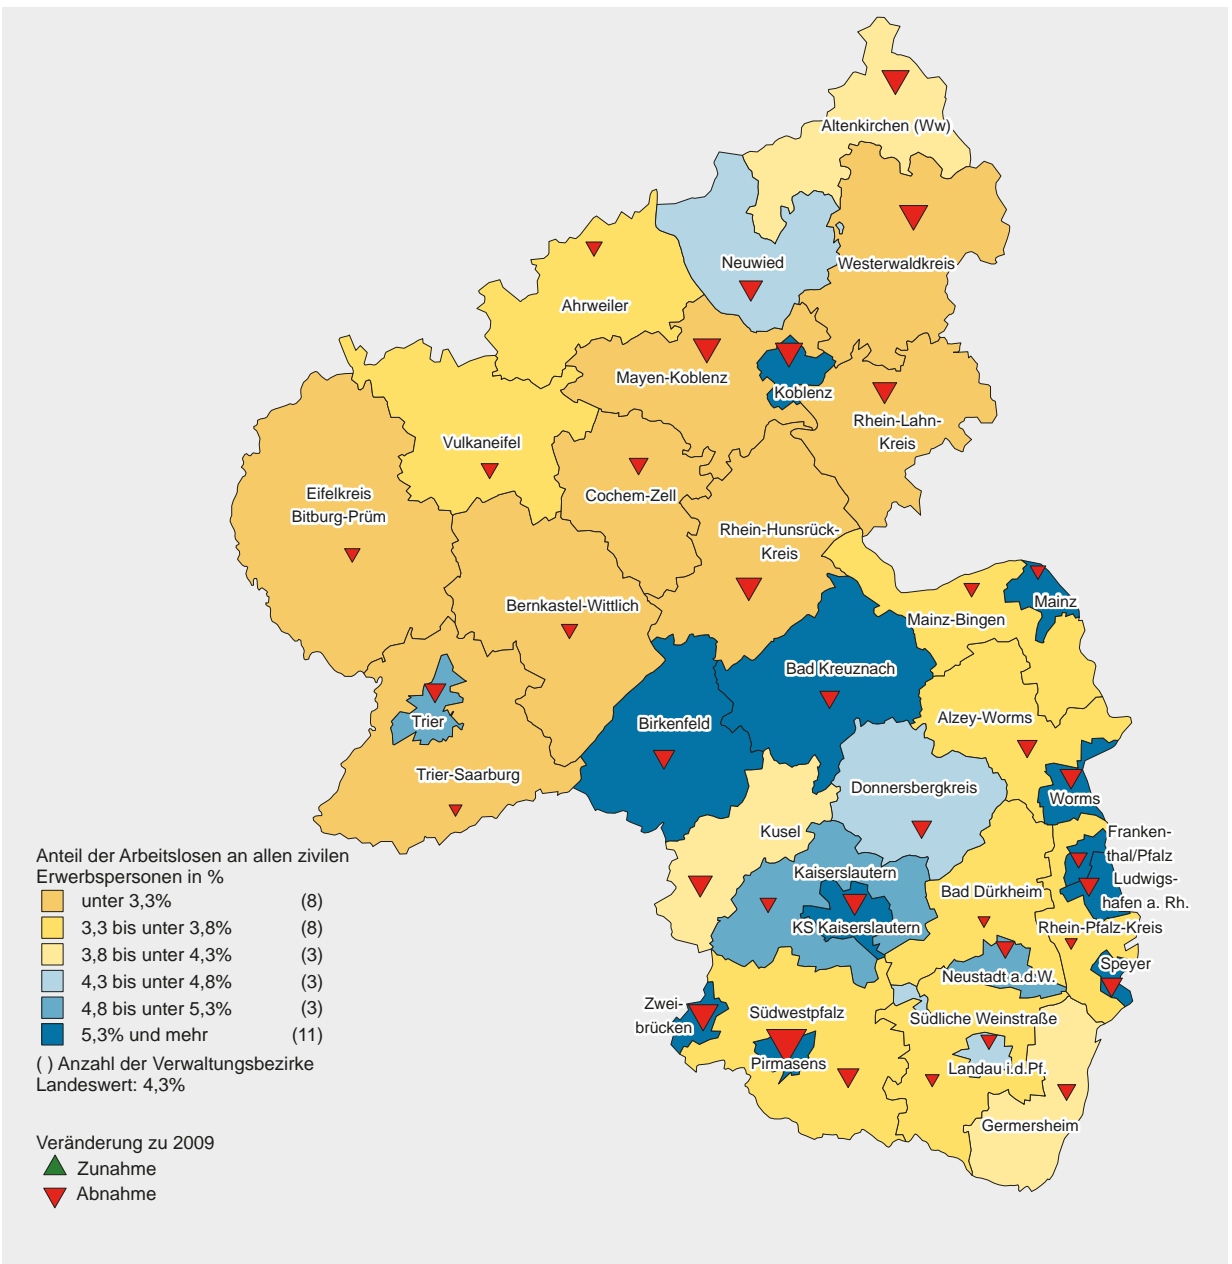 Altenkirchen (Ww)
Neuwied
Westerwaldkreis
Ahrweiler
Mayen-Koblenz
Koblenz
Rhein-Lahn-
Kreis
Vulkaneifel
Cochem-Zell
Eifelkreis
Bitburg-Prüm
Rhein-Hunsrück-
Kreis
Bernkastel-Wittlich
Mainz
Mainz-Bingen
Bad Kreuznach
Trier
Birkenfeld
Alzey-Worms
Trier-Saarburg
Donnersbergkreis
Worms
Kusel
Franken-
thal/Pfalz
Kaiserslautern
Ludwigs-
hafen a. Rh.
Bad Dürkheim
KS Kaiserslautern
Rhein-Pfalz-Kreis
Speyer
Neustadt a.d.W.
Zwei-
brücken
Südwestpfalz
Südliche Weinstraße
Pirmasens
Landau i.d.Pf.
Germersheim
Anteil der Arbeitslosen an allen zivilen
Erwerbspersonen in %
unter 3,3% (8)
3,3 bis unter 3,8% (8)
3,8 bis unter 4,3% (3)
4,3 bis unter 4,8% (3)
4,8 bis unter 5,3% (3)
5,3% und mehr (11)
( ) Anzahl der Verwaltungsbezirke
Landeswert: 4,3%
Veränderung zu 2009
Zunahme
Abnahme